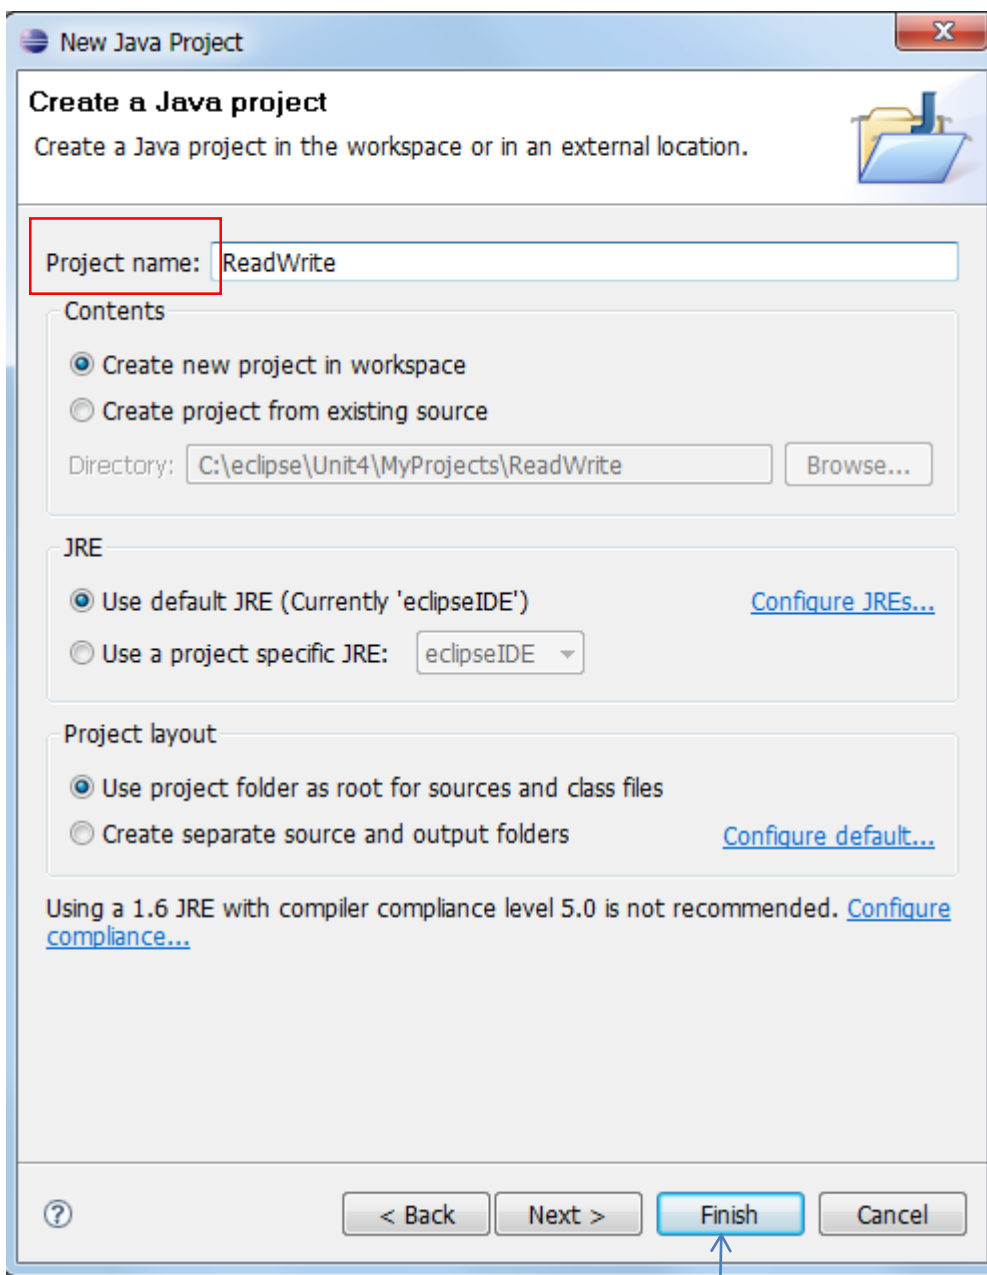 New Java Project
Create a Java project
Create a Java project in the workspace or in an external location.
Project name: ReadWrite
Contents
Create new project in workspace
Create project from existing source
Directory: C:\eclipse\Unit4\MyProjects\ReadWrite Browse...
JRE
Use default JRE (Currently 'eclipseIDE') Configure JREs...
Use a project specific JRE: eclipseIDE
Project layout
Use project folder as root for sources and class files
Create separate source and output folders Configure default...
Using a 1.6 JRE with compiler compliance level 5.0 is not recommended. Configure
compliance...
? < Back Next > Finish Cancel